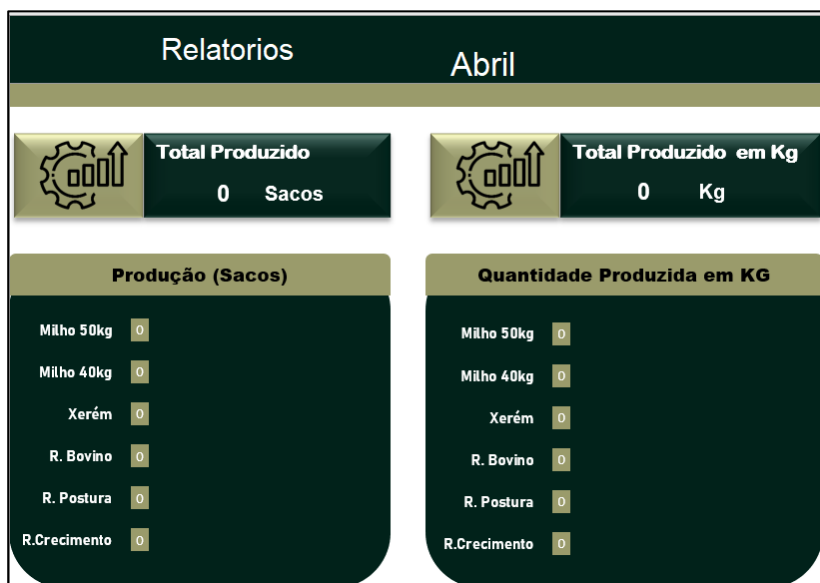 Relatorios
Abril
Total Produzido
0 Sacos
Total Produzido em Kg
0 Kg
Produção (Sacos)
Milho 50kg 0
Milho 40kg 0
Xerém 0
R. Bovino 0
R. Postura 0
R.Crecimento 0
Quantidade Produzida em KG
Milho 50kg 0
Milho 40kg 0
Xerém 0
R. Bovino 0
R. Postura 0
R.Crecimento 0